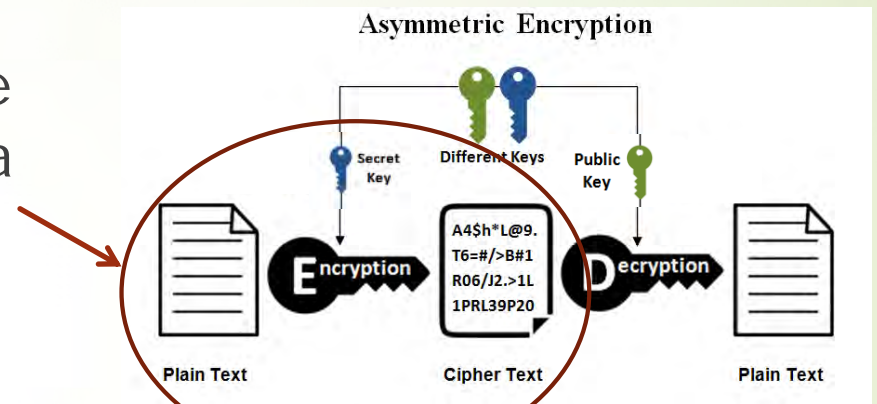 Asymmetric Encryption
e
a
Secret
Key
Different Keys
Public
Key
Encryption
A4$h*L@9.
T6=#/>B#1
R06/J2.>1L
1PRL39P20
Decryption
Plain Text
Cipher Text
Plain Text